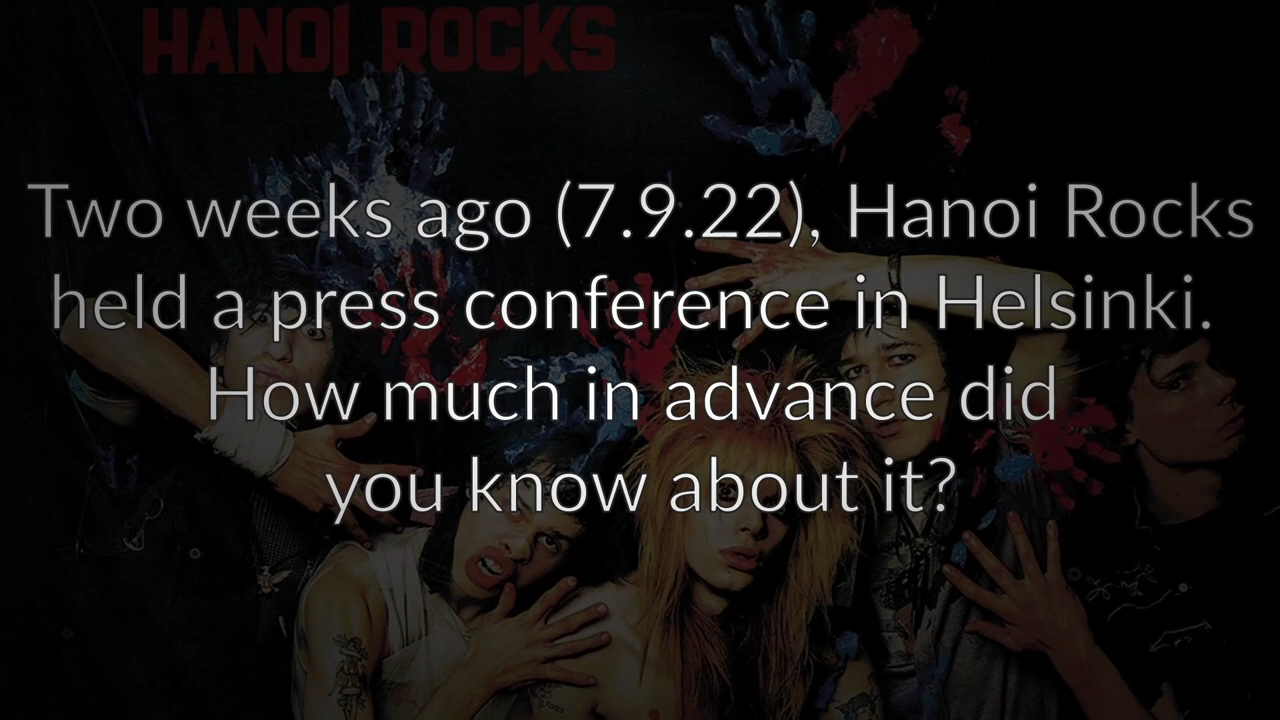 HANOI ROCKS
Two weeks ago (7.9.22), Hanoi Rocks
held a press conference in Helsinki.
How much in advance did
you know about it?